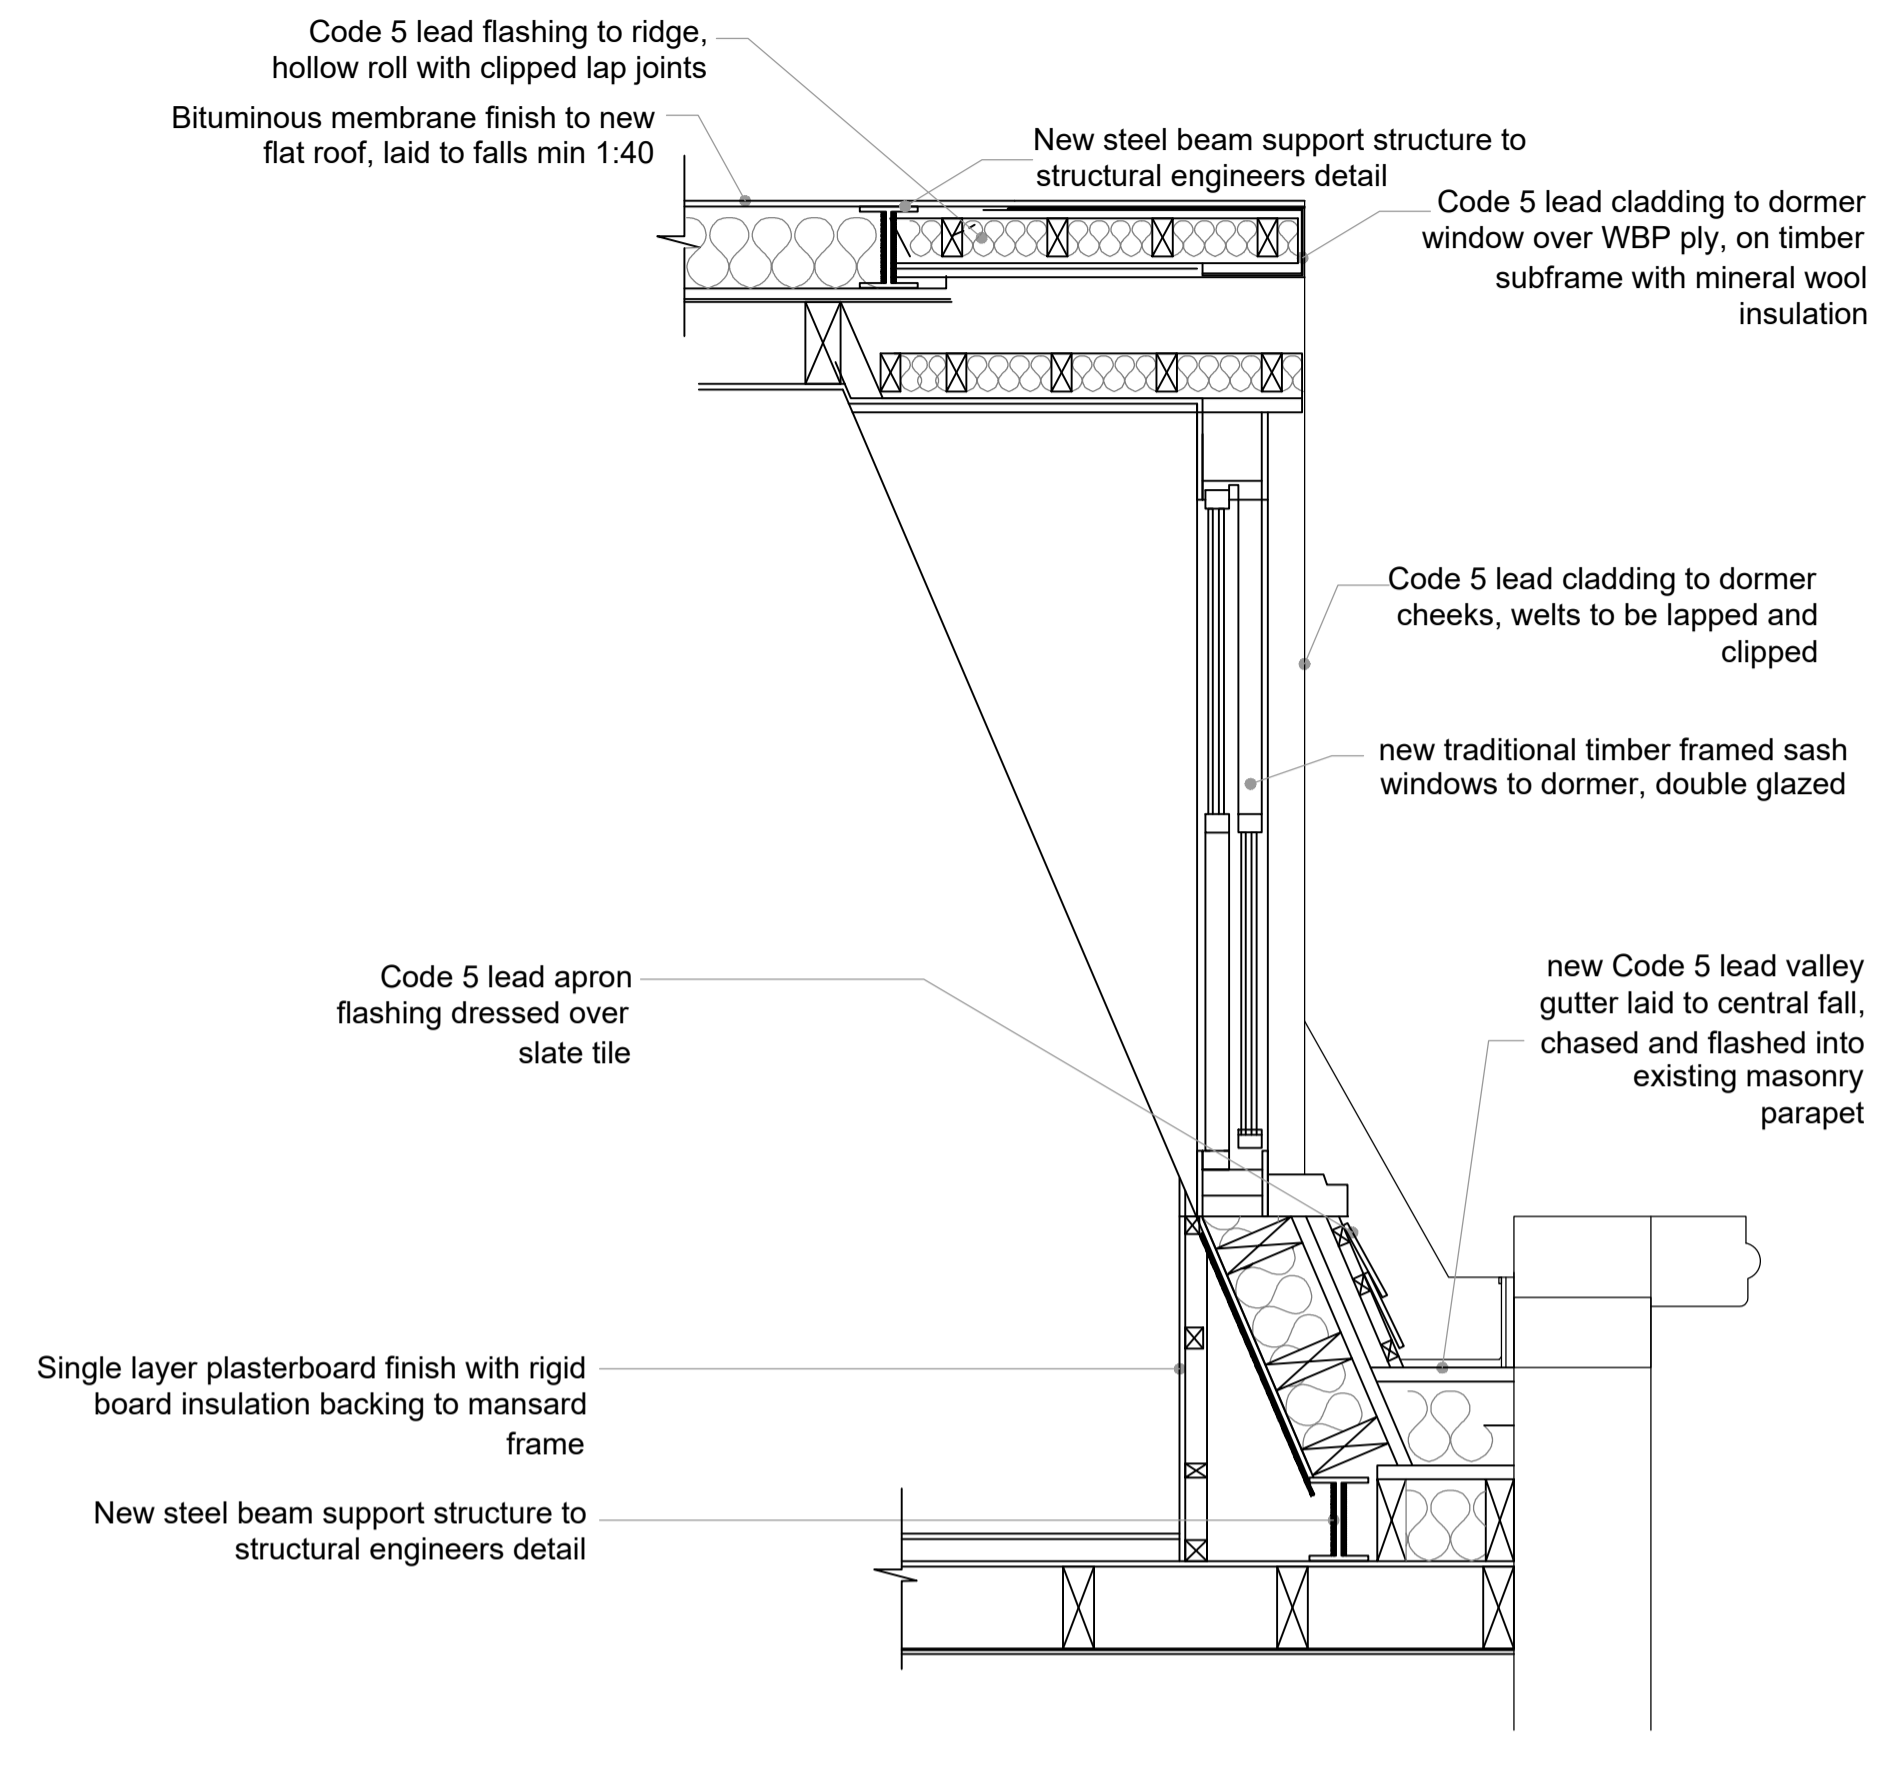 Code 5 lead flashing to ridge,
hollow roll with clipped lap joints
Bituminous membrane finish to new
flat roof, laid to falls min 1:40
New steel beam support structure to
structural engineers detail
Code 5 lead cladding to dormer
window over WBP ply, on timber
subframe with mineral wool
insulation
Code 5 lead cladding to dormer
cheeks, welts to be lapped and
clipped
new traditional timber framed sash
windows to dormer, double glazed
Code 5 lead apron
flashing dressed over
slate tile
new Code 5 lead valley
gutter laid to central fall,
chased and flashed into
existing masonry
parapet
Single layer plasterboard finish with rigid
board insulation backing to mansard
frame
New steel beam support structure to
structural engineers detail